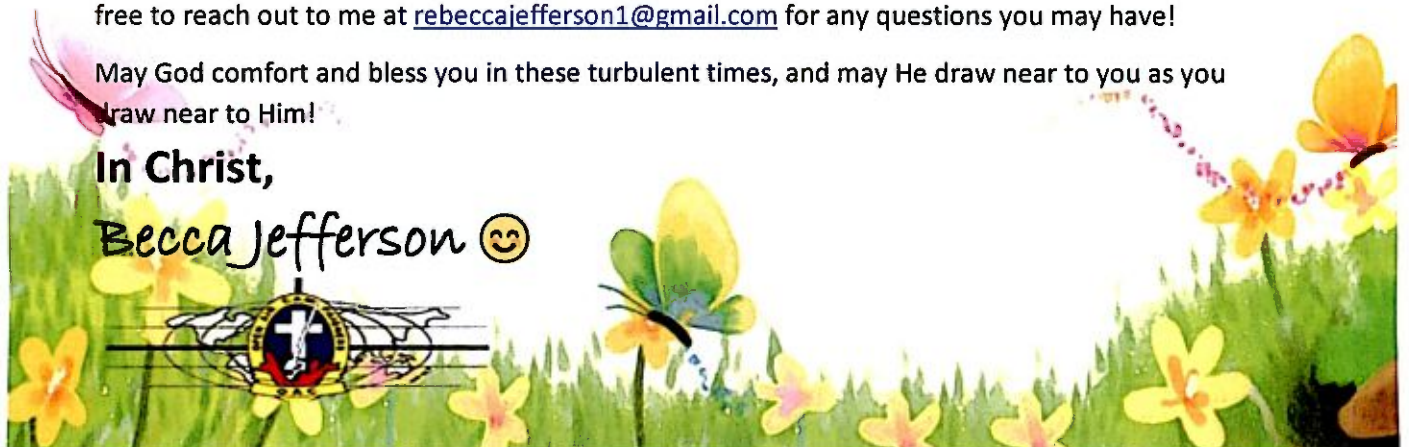 free to reach out to me at rebeccajefferson1@gmail.com for any questions you may have!
May God comfort and bless you in these turbulent times, and may He draw near to you as you
draw near to Him!
In Christ,
Becca Jefferson 😊